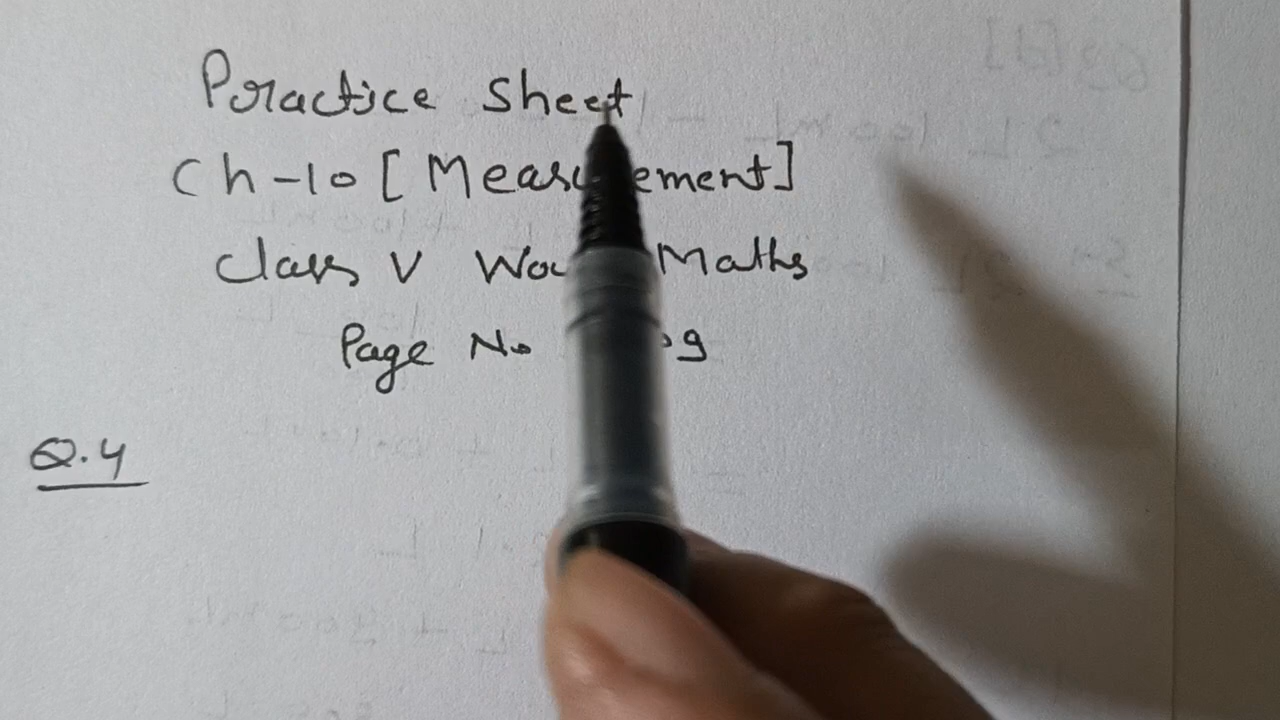 Practice Sheet
Ch-10 [Measurement]
Class V Maths
Page No
Q.4